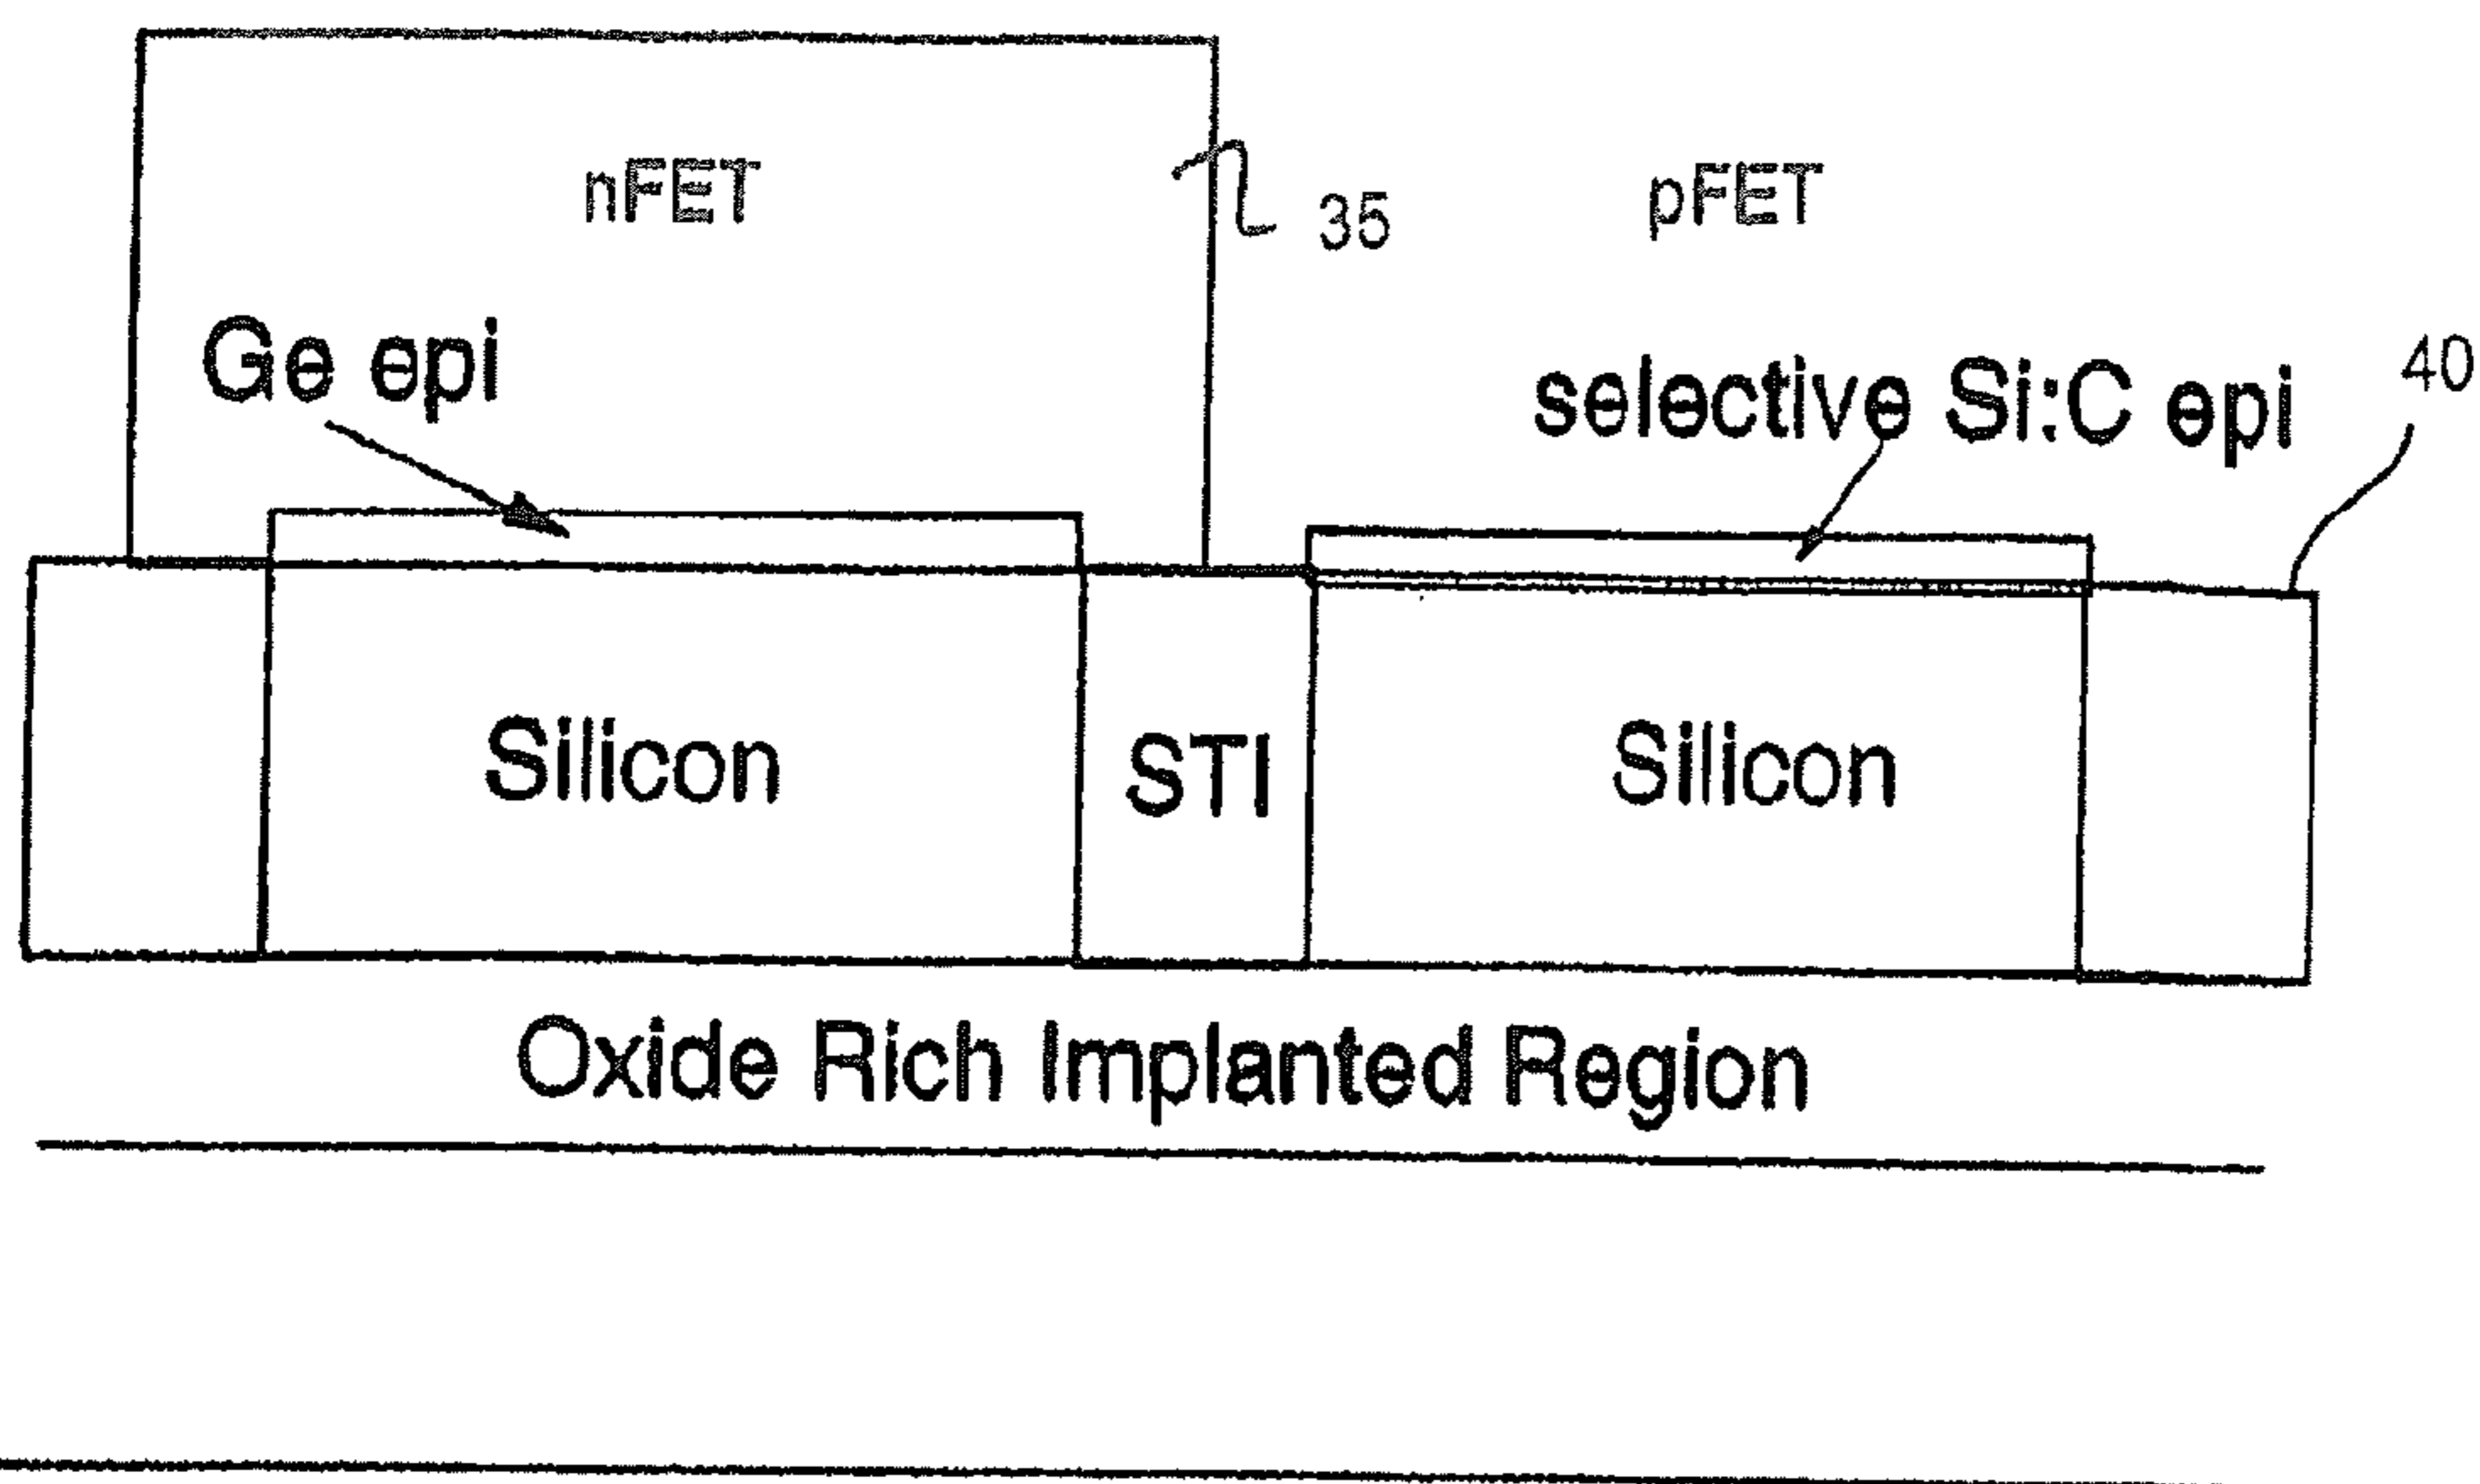 nFET
35
pFET
Ge epi
selective Si:C epi
40
Silicon
STI
Silicon
Oxide Rich Implanted Region